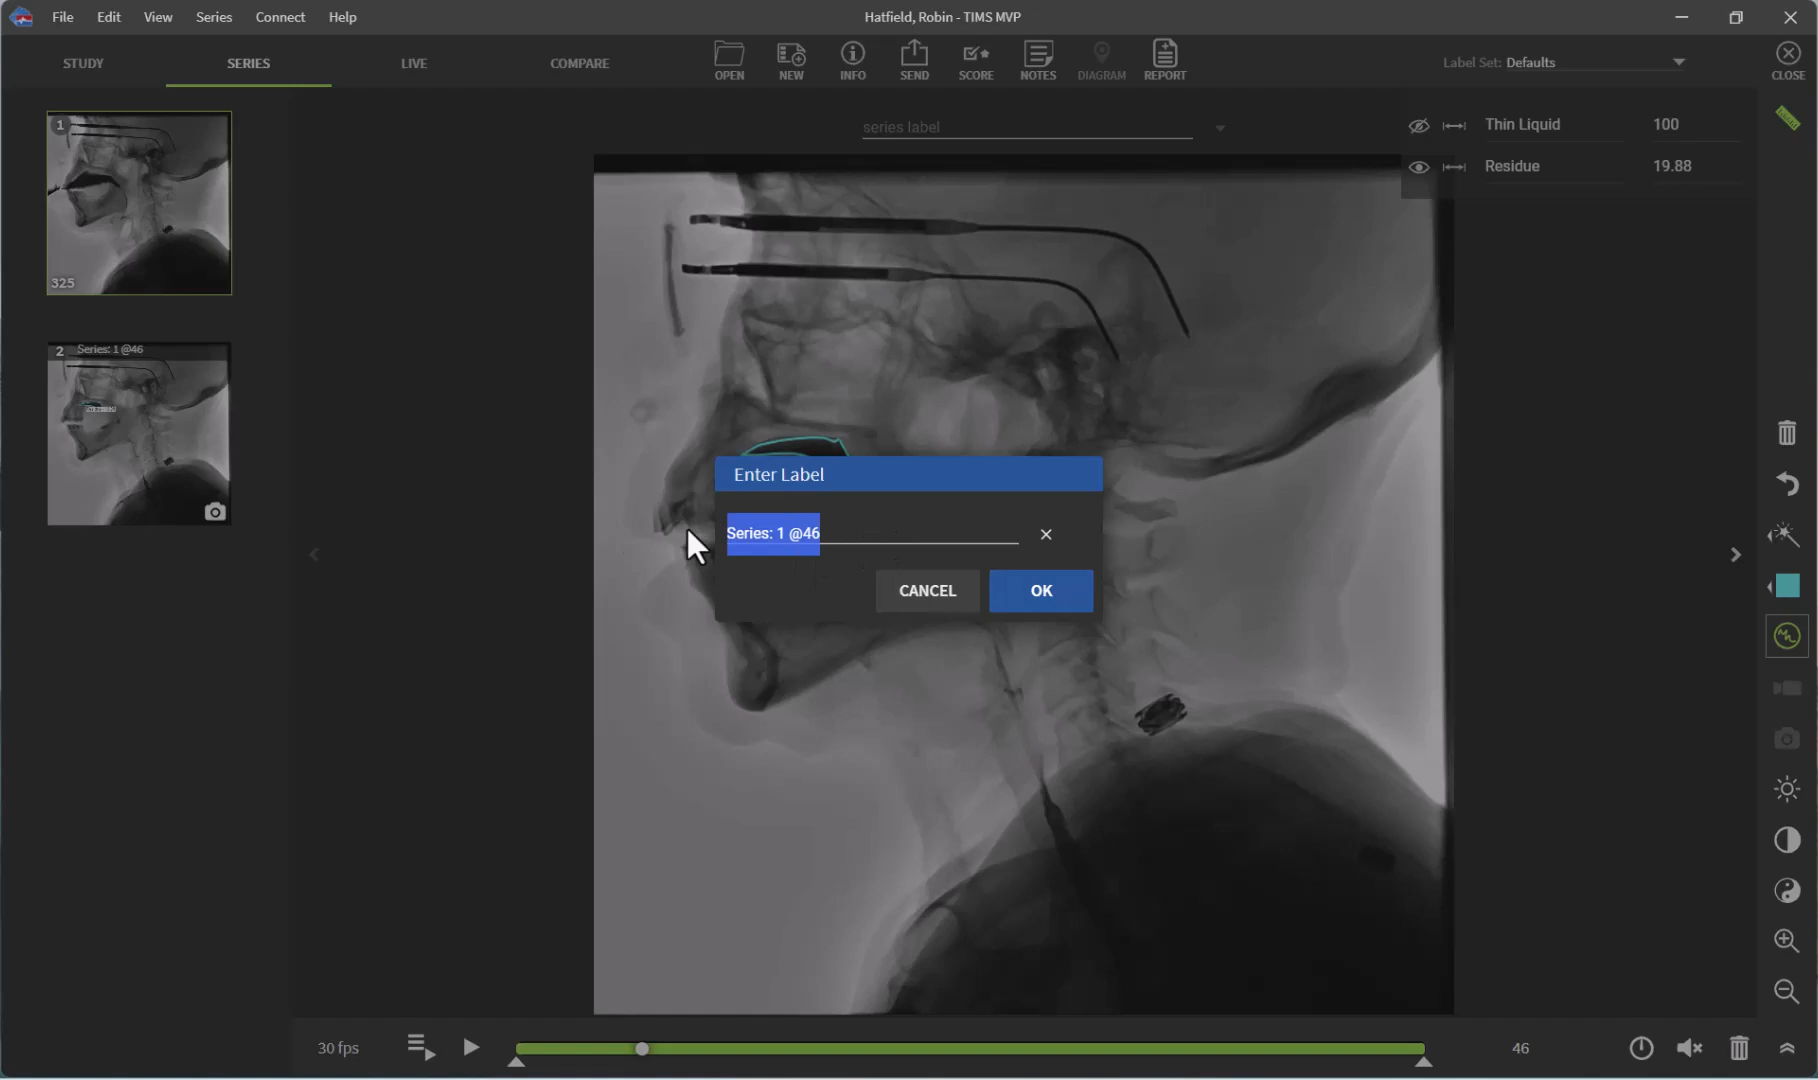 File Edit View Series Connect Help
Hatfield, Robin - TIMS MVP
STUDY SERIES LIVE COMPARE
OPEN NEW INFO SEND SCORE NOTES DIAGRAM REPORT
Label Set: Defaults
CLOSE
1
325
2 Series: 1 @46
series label
Thin Liquid 100
Residue 19.88
Enter Label
Series: 1 @46
CANCEL OK
30 fps
46